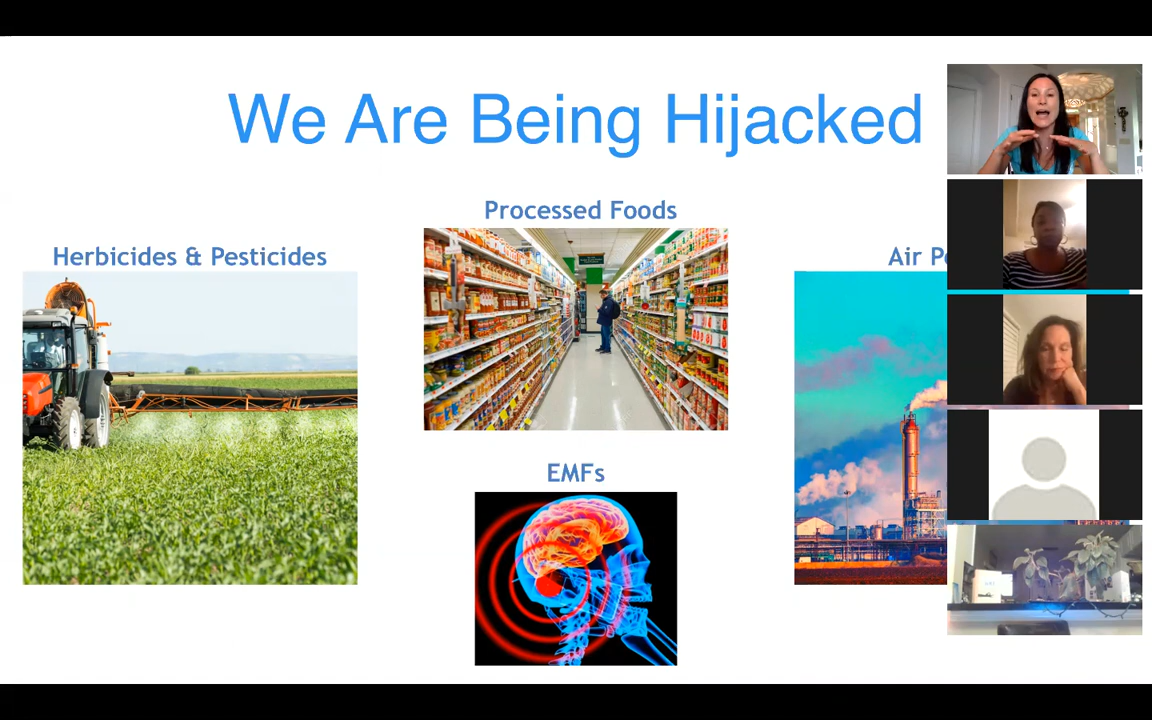 We Are Being Hijacked
Processed Foods
Herbicides & Pesticides
Air
EMFs